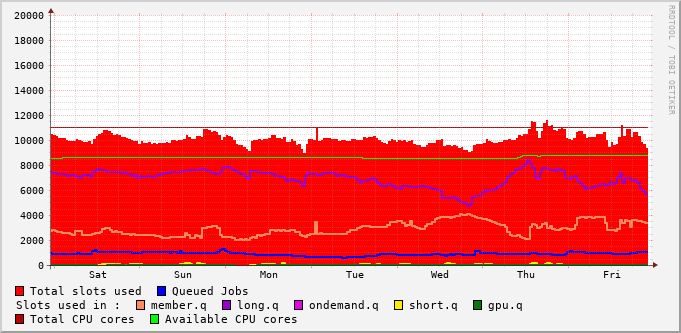 20000
18000
16000
14000
12000
10000
8000
6000
4000
2000
0
Sat Sun Mon Tue Wed Thu Fri
RRDTOOL / TOBI OETIKER
Total slots used Queued Jobs
Slots used in : member.q long.q ondemand.q short.q gpu.q
Total CPU cores Available CPU cores